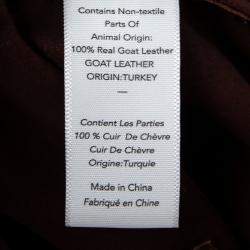 Contains Non-textile
Parts Of
Animal Origin:
100% Real Goat Leather
GOAT LEATHER
ORIGIN:TURKEY
—
Contient Les Parties
100 % Cuir De Chèvre
Cuir De Chèvre
Origine:Turquie
Made in China
Fabriqué en Chine